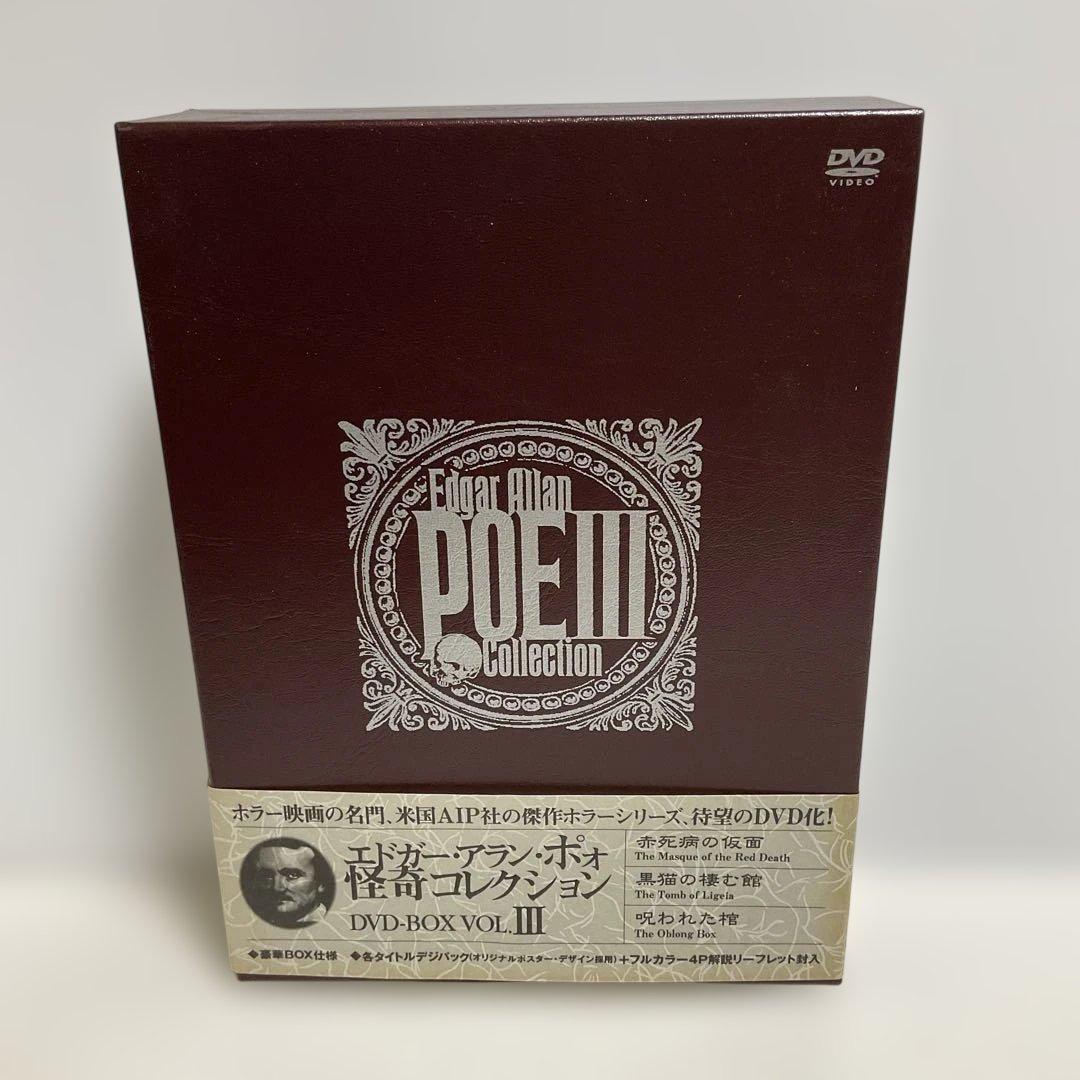 DVD
VIDEO
Edgar Allan
POE III
Collection
ホラー映画の名門、米国AIP社の傑作ホラーシリーズ、待望のDVD化!
エドガー・アラン・ポォ
怪奇コレクション
DVD-BOX VOL.III
赤死病の仮面
The Masque of the Red Death
黒猫の棲む館
The Tomb of Ligeia
呪われた棺
The Oblong Box
◆豪華BOX仕様 ◆各タイトルデジパック(オリジナルポスター・デザイン採用)+フルカラー4P解説リーフレット封入